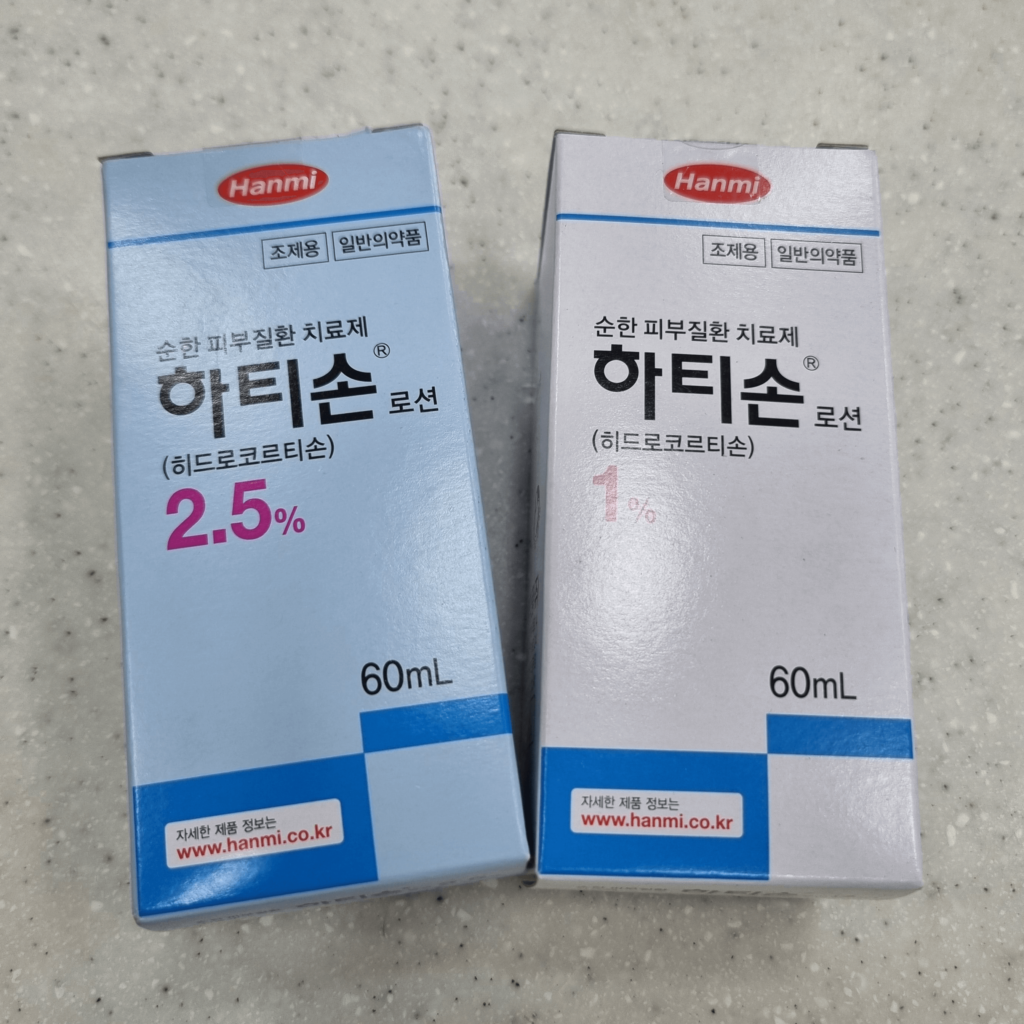 Hanmi
조제용 일반의약품
순한 피부질환 치료제
하티손® 로션
(히드로코르티손)
2.5%
60mL
자세한 제품 정보는
www.hanmi.co.kr
Hanmi
조제용 일반의약품
순한 피부질환 치료제
하티손® 로션
(히드로코르티손)
1%
60mL
자세한 제품 정보는
www.hanmi.co.kr
하티손